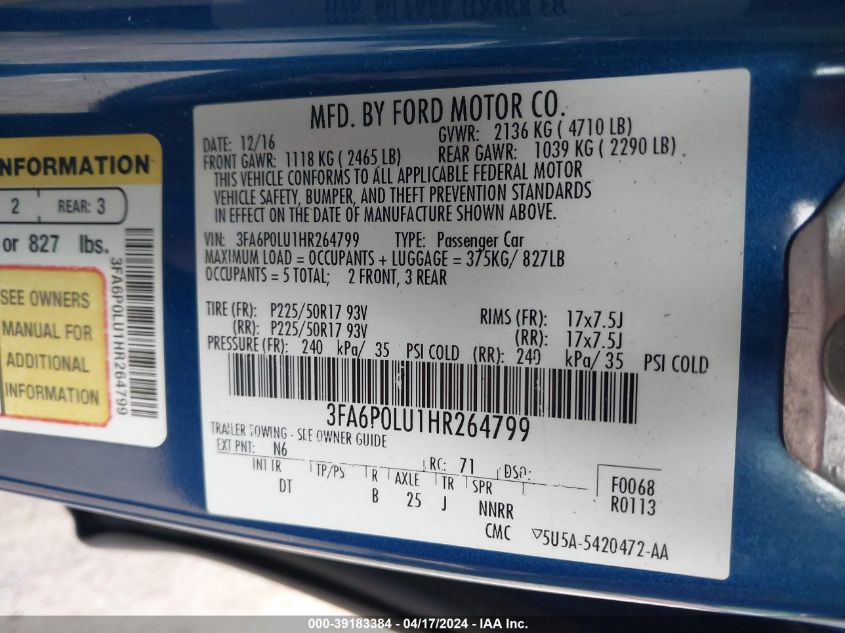 NFORMATION
2 REAR: 3
or 827 lbs.
SEE OWNERS
MANUAL FOR
ADDITIONAL
INFORMATION
3FA6P0LU1HR264799
MFD. BY FORD MOTOR CO.
DATE: 12/16 GVWR: 2136 KG ( 4710 LB)
FRONT GAWR: 1118 KG ( 2465 LB) REAR GAWR: 1039 KG ( 2290 LB)
THIS VEHICLE CONFORMS TO ALL APPLICABLE FEDERAL MOTOR
VEHICLE SAFETY, BUMPER, AND THEFT PREVENTION STANDARDS
IN EFFECT ON THE DATE OF MANUFACTURE SHOWN ABOVE.
VIN: 3FA6P0LU1HR264799 TYPE: Passenger Car
MAXIMUM LOAD = OCCUPANTS + LUGGAGE = 375KG/ 827LB
OCCUPANTS = 5 TOTAL; 2 FRONT, 3 REAR
TIRE (FR): P225/50R17 93V RIMS (FR): 17x7.5J
(RR): P225/50R17 93V (RR): 17x7.5J
PRESSURE (FR): 240 kPa/ 35 PSI COLD (RR): 240 kPa/ 35 PSI COLD
3FA6P0LU1HR264799
TRAILER TOWING - SEE OWNER GUIDE
EXT PNT: N6 RC: 71 DSO:
INT TR TP/PS R AXLE TR SPR F0068
DT B 25 J NNRR R0113
CMC ▽5U5A-5420472-AA
000-39183384 - 04/17/2024 - IAA Inc.